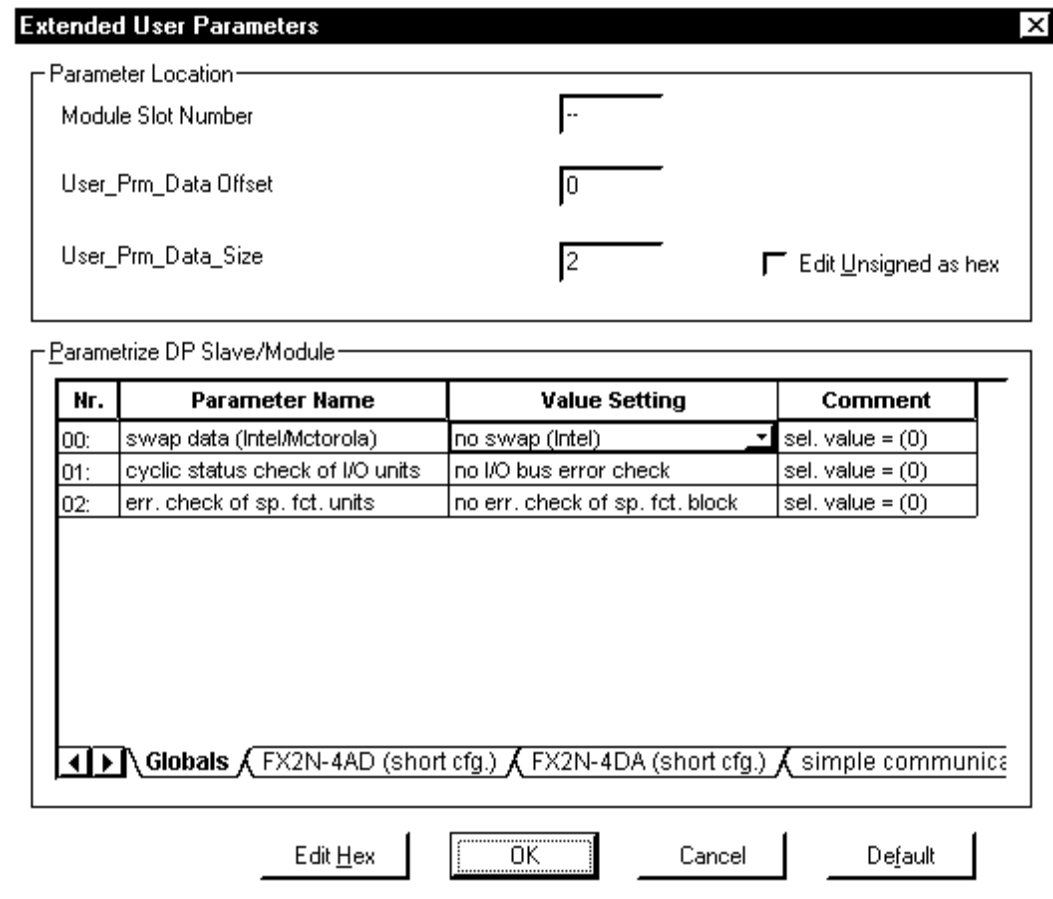 Extended User Parameters
Parameter Location
Module Slot Number --
User_Prm_Data Offset 0
User_Prm_Data_Size 2 Edit Unsigned as hex
Parametrize DP Slave/Module
Nr. Parameter Name Value Setting Comment
00: swap data (Intel/Mctorola) no swap (Intel) sel. value = (0)
01: cyclic status check of I/O units no I/O bus error check sel. value = (0)
02: err. check of sp. fct. units no err. check of sp. fct. block sel. value = (0)
Globals FX2N-4AD (short cfg.) FX2N-4DA (short cfg.) simple communica
Edit Hex OK Cancel Default